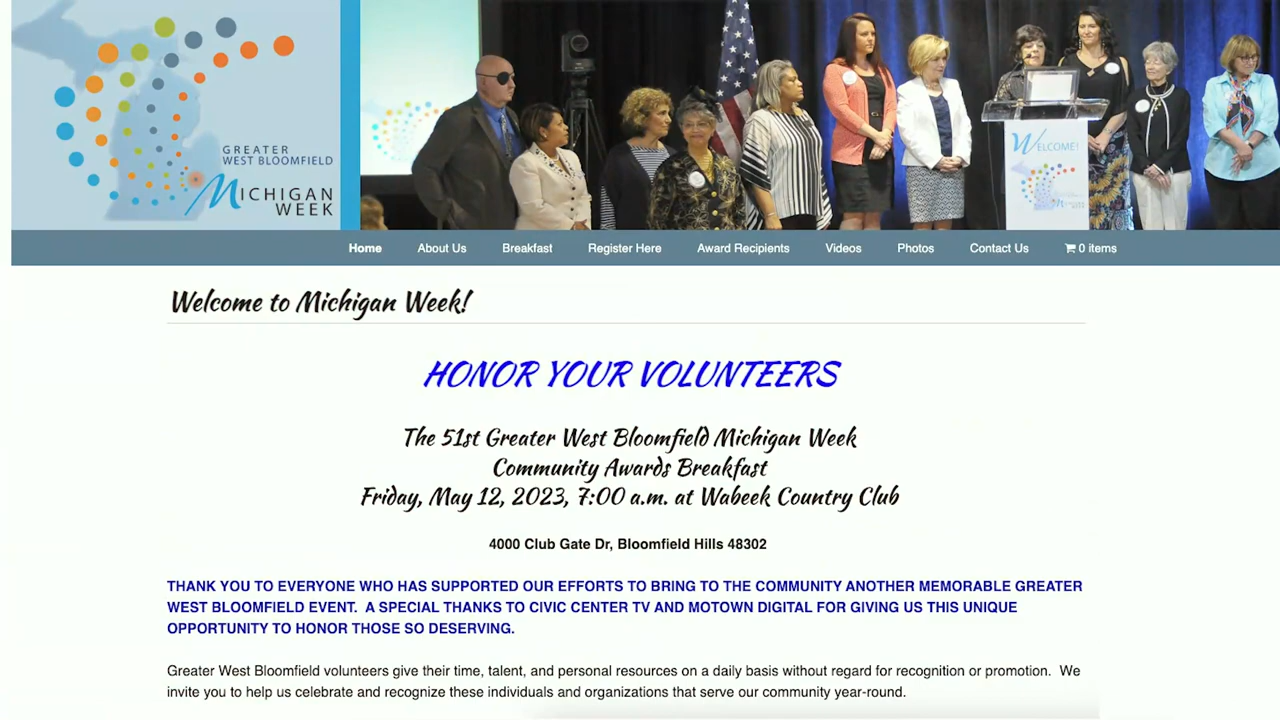 GREATER
WEST BLOOMFIELD
MICHIGAN
WEEK
WELCOME!
Home About Us Breakfast Register Here Award Recipients Videos Photos Contact Us 0 items
Welcome to Michigan Week!
HONOR YOUR VOLUNTEERS
The 51st Greater West Bloomfield Michigan Week
Community Awards Breakfast
Friday, May 12, 2023, 7:00 a.m. at Wabeek Country Club
4000 Club Gate Dr, Bloomfield Hills 48302
THANK YOU TO EVERYONE WHO HAS SUPPORTED OUR EFFORTS TO BRING TO THE COMMUNITY ANOTHER MEMORABLE GREATER
WEST BLOOMFIELD EVENT. A SPECIAL THANKS TO CIVIC CENTER TV AND MOTOWN DIGITAL FOR GIVING US THIS UNIQUE
OPPORTUNITY TO HONOR THOSE SO DESERVING.
Greater West Bloomfield volunteers give their time, talent, and personal resources on a daily basis without regard for recognition or promotion. We
invite you to help us celebrate and recognize these individuals and organizations that serve our community year-round.